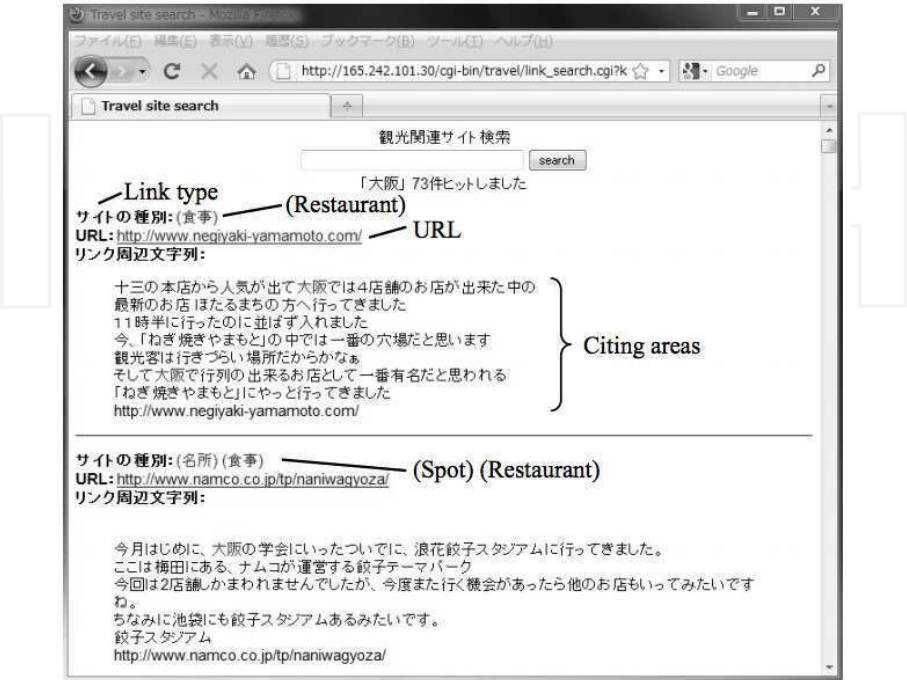 Travel site search - Mozilla Firefox
ファイル(F) 編集(E) 表示(V) 履歴(S) ブックマーク(B) ツール(T) ヘルプ(H)
http://165.242.101.30/cgi-bin/travel/link_search.cgi?k Google
Travel site search
観光関連サイト検索
search
「大阪」 73件ヒットしました
Link type
(Restaurant)
サイトの種別:(食事)
URL
URL: http://www.negiyaki-yamamoto.com/
リンク周辺文字列:
十三の本店から人気が出て大阪では4店舗のお店が出来た中の
最新のお店 ほたるまちの方へ行ってきました
11時半に行ったのに並ばず入れました
今、「ねぎ焼きやまもと」の中では一番の穴場だと思います
Citing areas
観光客は行きづらい場所だからかなぁ
そして大阪で行列の出来るお店として一番有名だと思われる
「ねぎ焼きやまもと」にやっと行ってきました
http://www.negiyaki-yamamoto.com/
サイトの種別:(名所)(食事)
(Spot) (Restaurant)
URL: http://www.namco.co.jp/tp/naniwagyoza/
リンク周辺文字列:
今月はじめに、大阪の学会にいったついでに、浪花餃子スタジアムに行ってきました。
ここは梅田にある、ナムコが運営する餃子テーマパーク
今回は2店舗しかまわれませんでしたが、今度また行く機会があったら他のお店もいってみたいです
ね。
ちなみに池袋にも餃子スタジアムあるみたいです。
餃子スタジアム
http://www.namco.co.jp/tp/naniwagyoza/